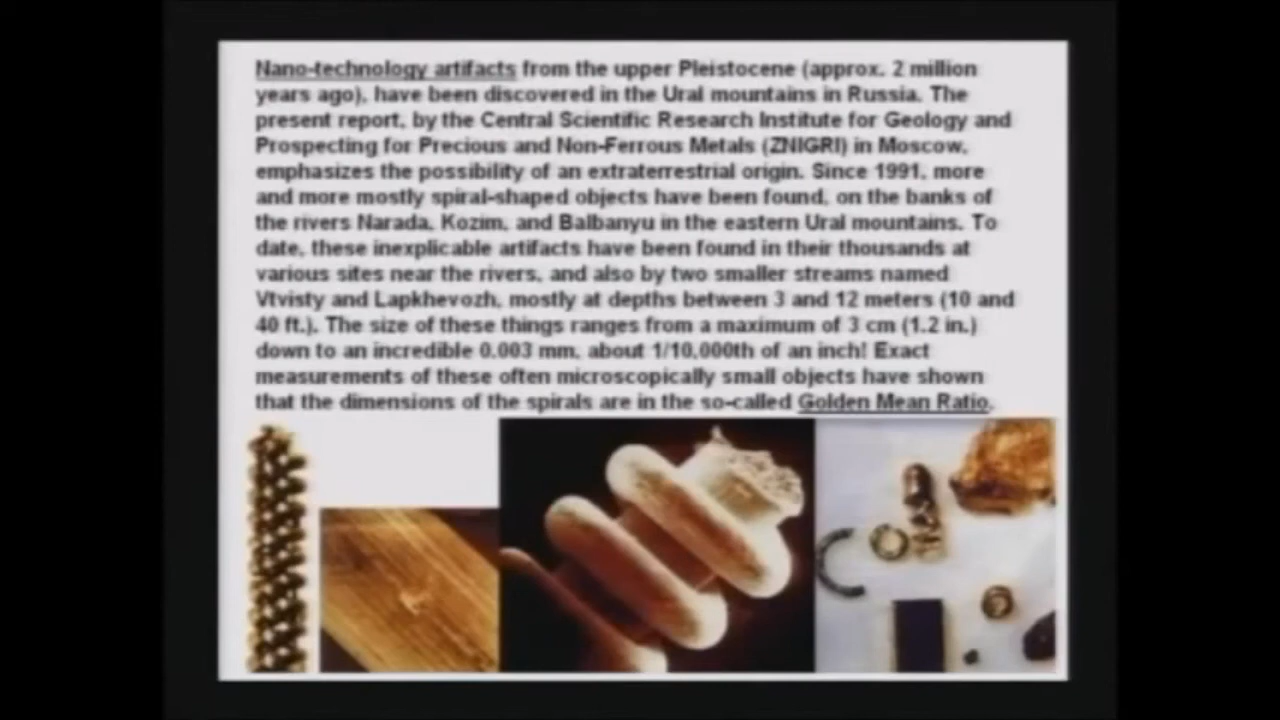 Nano-technology artifacts from the upper Pleistocene (approx. 2 million
years ago), have been discovered in the Ural mountains in Russia. The
present report, by the Central Scientific Research Institute for Geology and
Prospecting for Precious and Non-Ferrous Metals (ZNIGRI) in Moscow,
emphasizes the possibility of an extraterrestrial origin. Since 1991, more
and more mostly spiral-shaped objects have been found, on the banks of
the rivers Narada, Kozim, and Balbanyu in the eastern Ural mountains. To
date, these inexplicable artifacts have been found in their thousands at
various sites near the rivers, and also by two smaller streams named
Vtvisty and Lapkhevozh, mostly at depths between 3 and 12 meters (10 and
40 ft.). The size of these things ranges from a maximum of 3 cm (1.2 in.)
down to an incredible 0.003 mm, about 1/10,000th of an inch! Exact
measurements of these often microscopically small objects have shown
that the dimensions of the spirals are in the so-called Golden Mean Ratio.